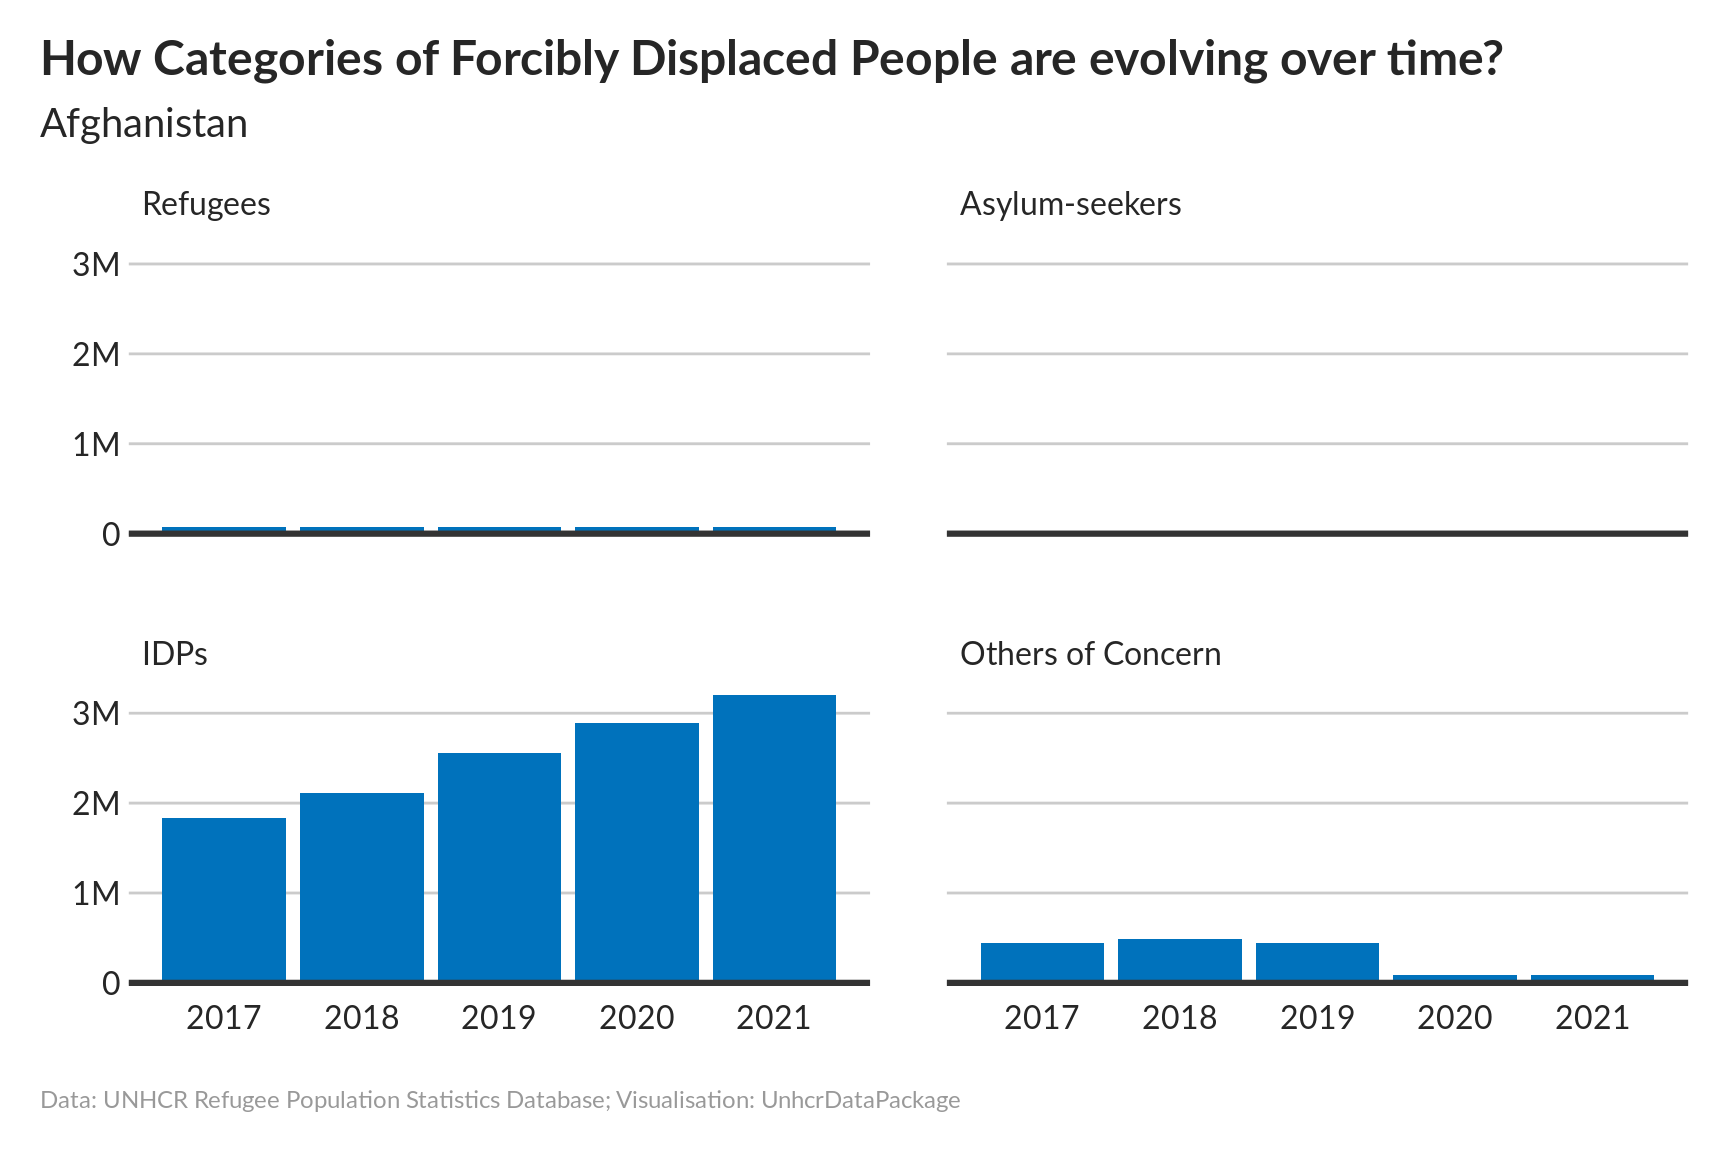 How Categories of Forcibly Displaced People are evolving over time?
Afghanistan
Refugees
3M
2M
1M
0
Asylum-seekers
IDPs
3M
2M
1M
0
2017 2018 2019 2020 2021
Others of Concern
2017 2018 2019 2020 2021
Data: UNHCR Refugee Population Statistics Database; Visualisation: UnhcrDataPackage